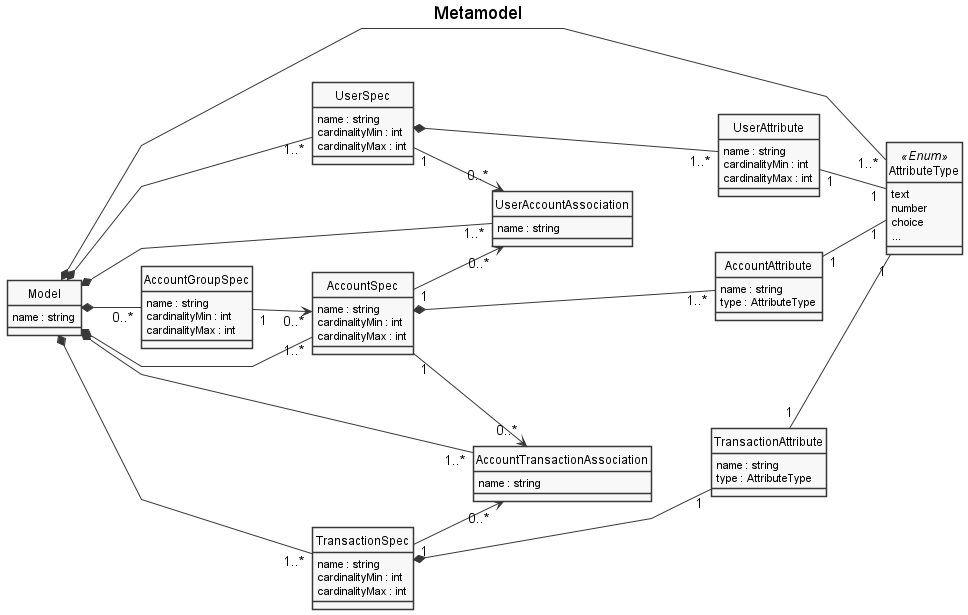 Metamodel
UserSpec
name : string
cardinalityMin : int
cardinalityMax : int
1..*
1
0..*
UserAttribute
name : string
cardinalityMin : int
cardinalityMax : int
1..*
1
«Enum»
AttributeType
text
number
choice
...
1..*
1
1
1
UserAccountAssociation
name : string
1..*
0..*
Model
name : string
AccountGroupSpec
name : string
cardinalityMin : int
cardinalityMax : int
0..*
1
0..*
AccountSpec
name : string
cardinalityMin : int
cardinalityMax : int
1..*
1
1
AccountAttribute
name : string
type : AttributeType
1..*
1
0..*
AccountTransactionAssociation
name : string
1..*
0..*
TransactionAttribute
name : string
type : AttributeType
1
1
TransactionSpec
name : string
cardinalityMin : int
cardinalityMax : int
1..*
1